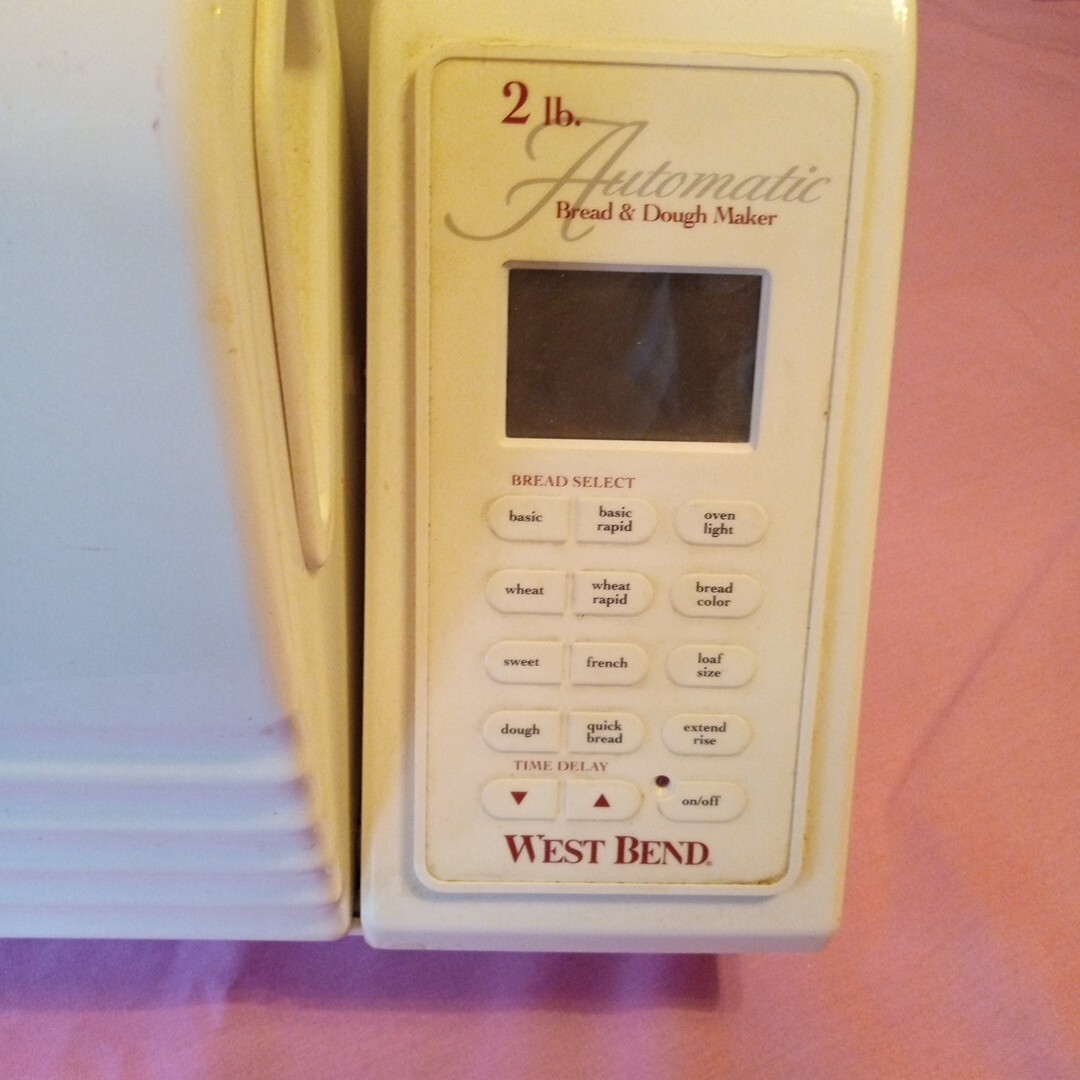 2 lb.
Automatic
Bread & Dough Maker
BREAD SELECT
basic
basic
rapid
oven
light
wheat
wheat
rapid
bread
color
sweet
french
loaf
size
dough
quick
bread
extend
rise
TIME DELAY
▼
▲
on/off
WEST BEND®